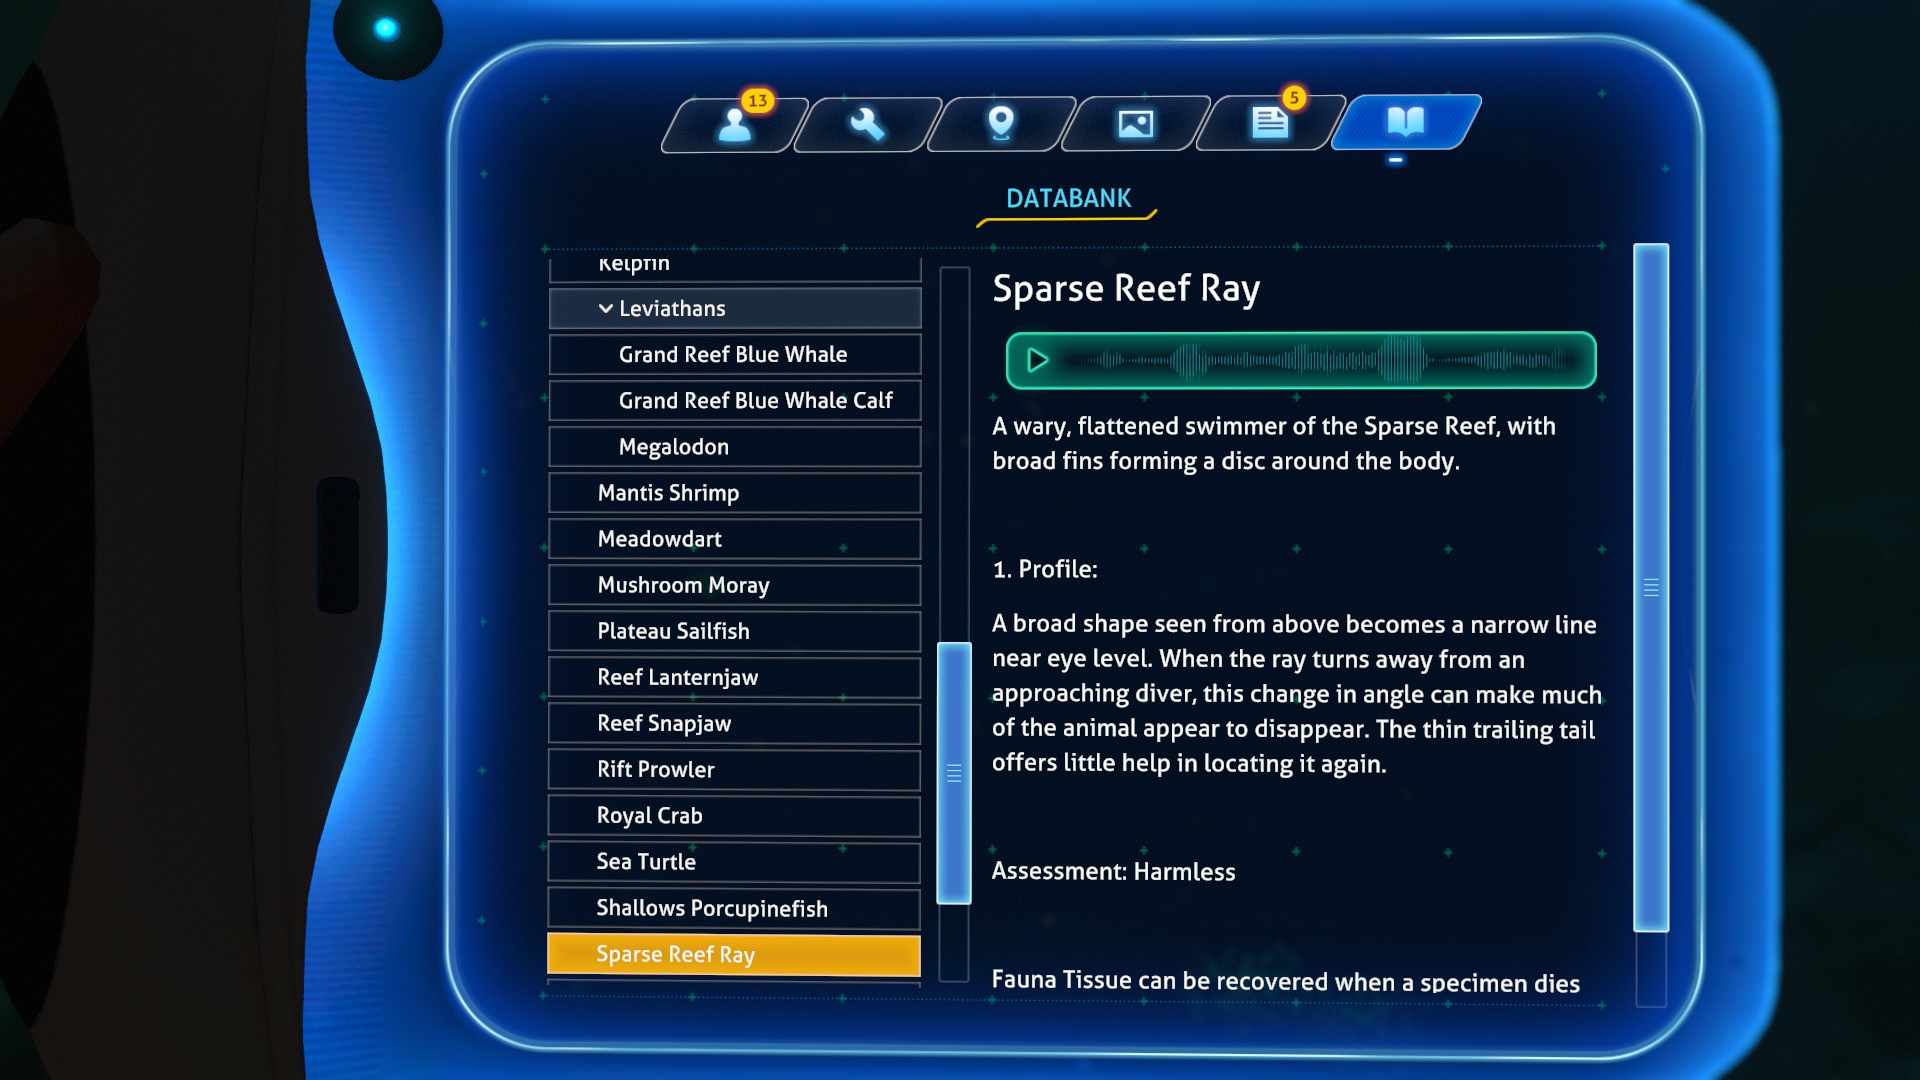 13
5
DATABANK
Kelpfin
Leviathans
Grand Reef Blue Whale
Grand Reef Blue Whale Calf
Megalodon
Mantis Shrimp
Meadowdart
Mushroom Moray
Plateau Sailfish
Reef Lanternjaw
Reef Snapjaw
Rift Prowler
Royal Crab
Sea Turtle
Shallows Porcupinefish
Sparse Reef Ray
Sparse Reef Ray
A wary, flattened swimmer of the Sparse Reef, with
broad fins forming a disc around the body.
1. Profile:
A broad shape seen from above becomes a narrow line
near eye level. When the ray turns away from an
approaching diver, this change in angle can make much
of the animal appear to disappear. The thin trailing tail
offers little help in locating it again.
Assessment: Harmless
Fauna Tissue can be recovered when a specimen dies